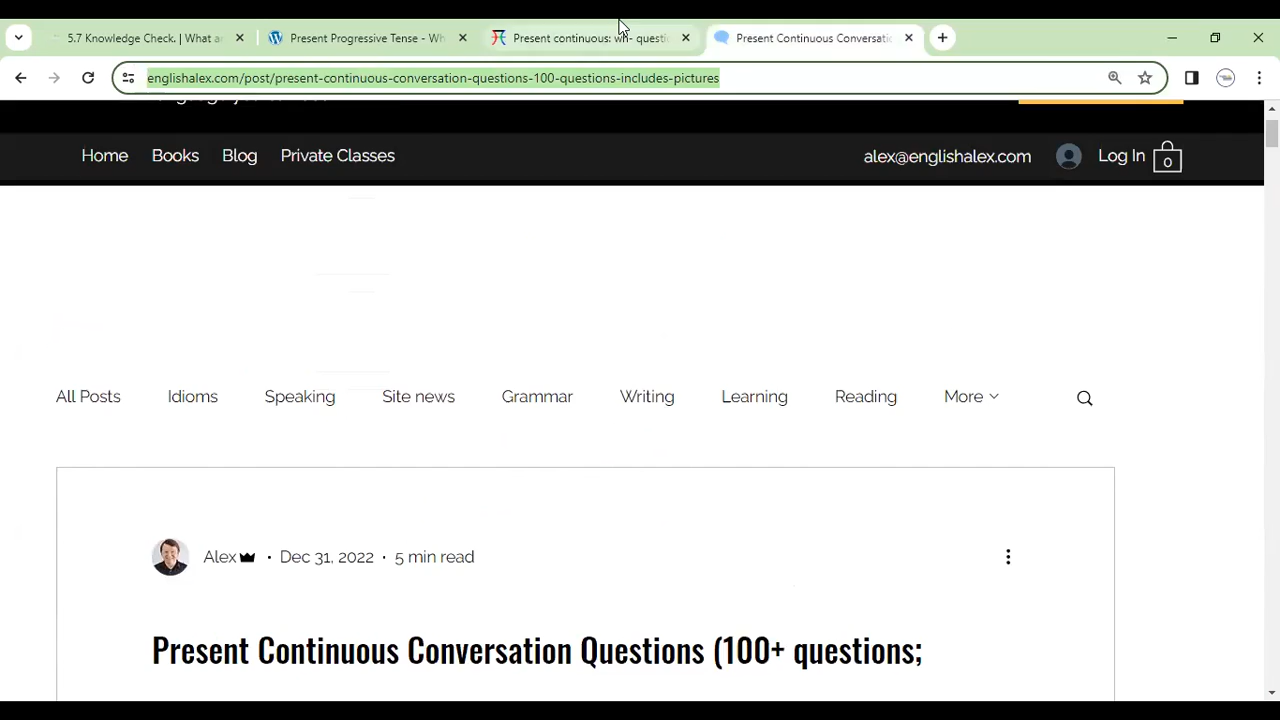 5.7 Knowledge Check. | What a
Present Progressive Tense - Wh
Present continuous: wh- questi
Present Continuous Conversatio
englishalex.com/post/present-continuous-conversation-questions-100-questions-includes-pictures
Home Books Blog Private Classes alex@englishalex.com Log In 0
All Posts Idioms Speaking Site news Grammar Writing Learning Reading More
Alex • Dec 31, 2022 • 5 min read
Present Continuous Conversation Questions (100+ questions;